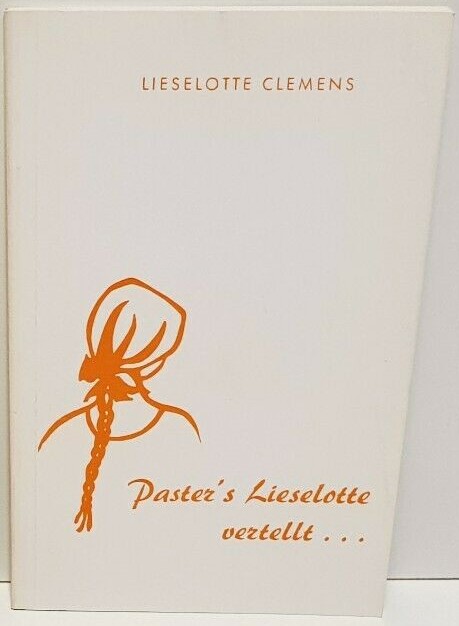 LIESELOTTE CLEMENS
Paster's Lieselotte
vertellt . . .